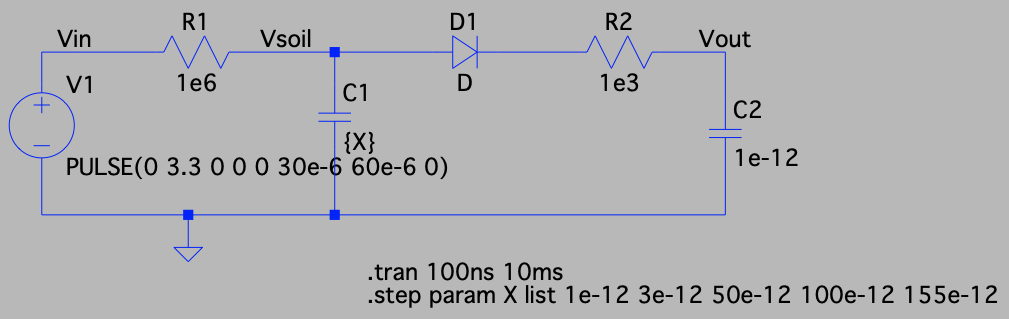 Vin
R1
1e6
Vsoil
D1
D
R2
1e3
Vout
V1
C1
{X}
C2
1e-12
PULSE(0 3.3 0 0 0 30e-6 60e-6 0)
.tran 100ns 10ms
.step param X list 1e-12 3e-12 50e-12 100e-12 155e-12